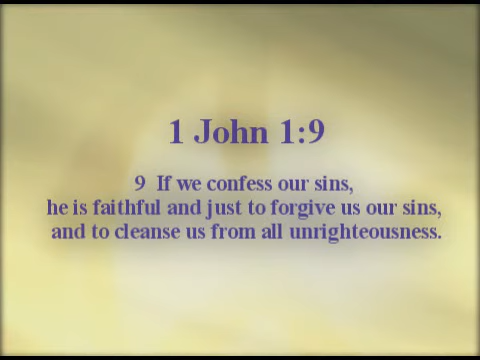 1 John 1:9
9 If we confess our sins,
he is faithful and just to forgive us our sins,
and to cleanse us from all unrighteousness.